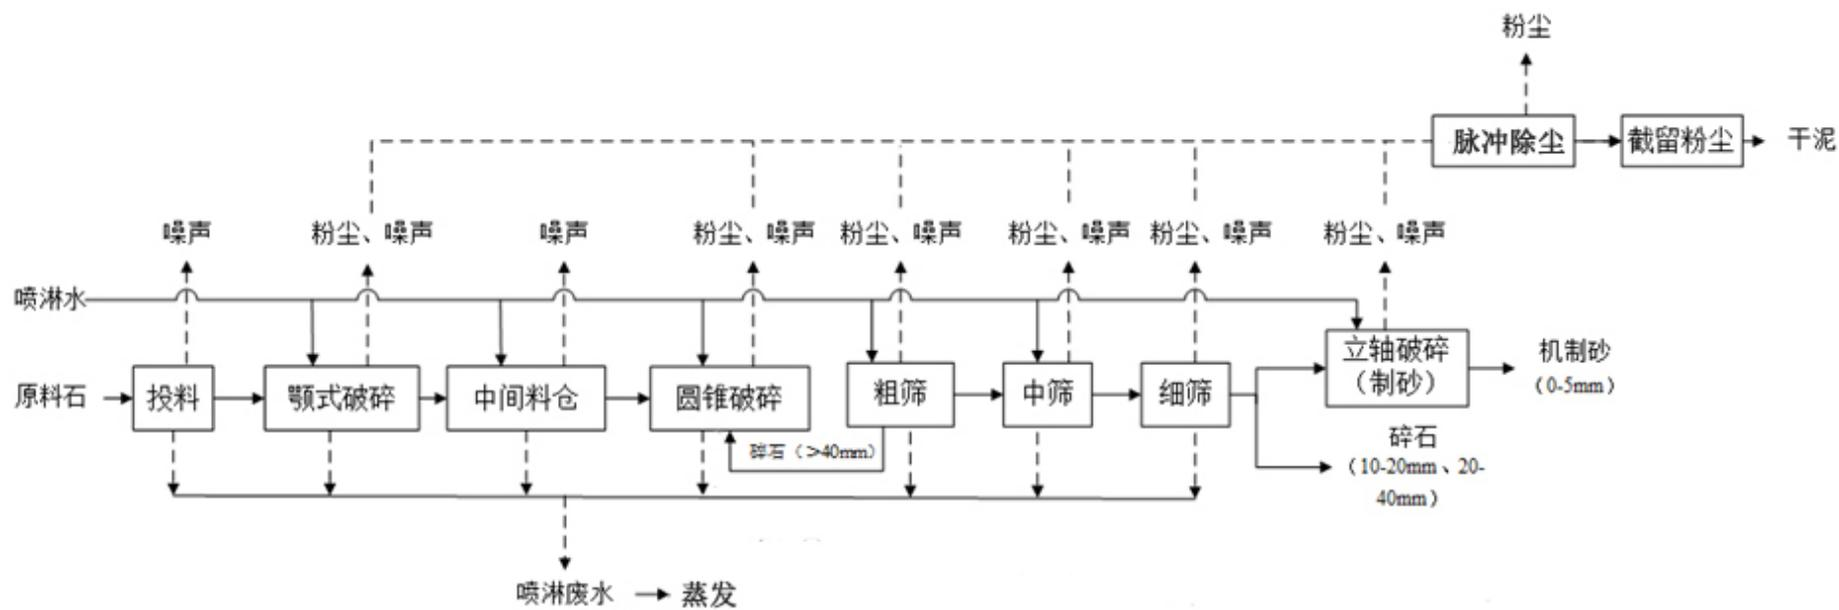 粉尘
脉冲除尘
截留粉尘
干泥
噪声
粉尘、噪声
噪声
粉尘、噪声
粉尘、噪声
粉尘、噪声
粉尘、噪声
粉尘、噪声
喷淋水
原料石
投料
颚式破碎
中间料仓
圆锥破碎
粗筛
中筛
细筛
立轴破碎
（制砂）
机制砂
（0-5mm）
碎石（>40mm）
碎石
（10-20mm、20-
40mm）
喷淋废水
蒸发